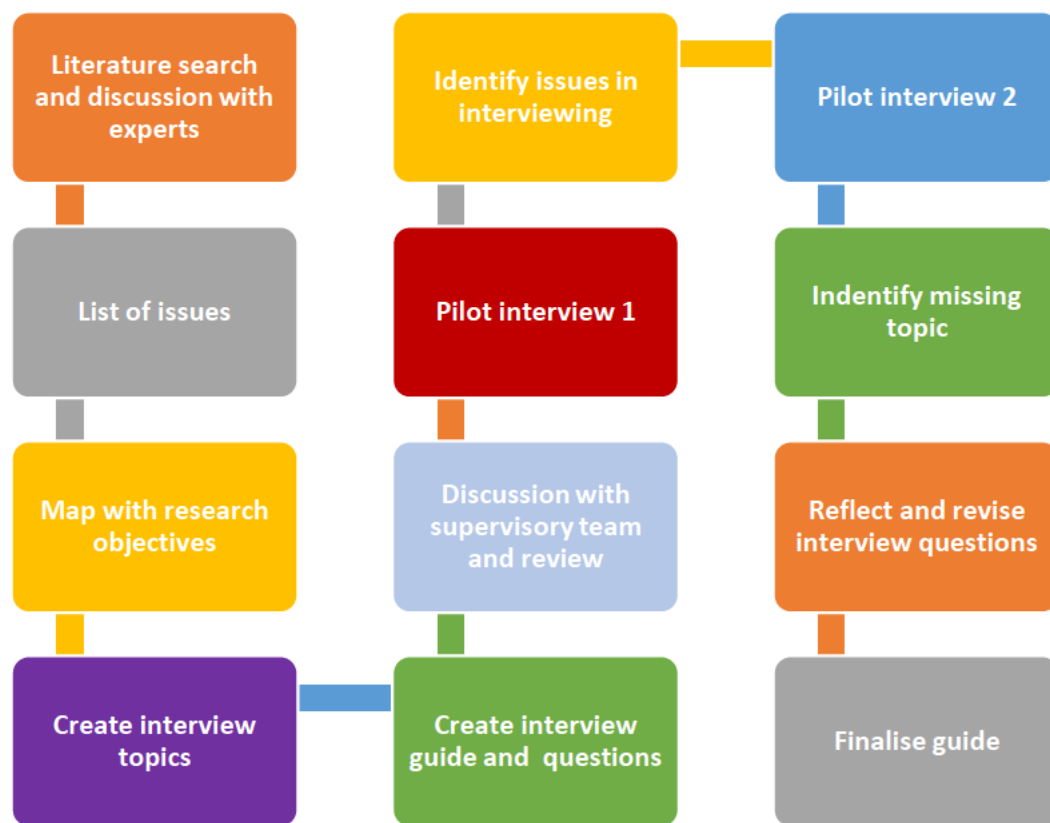 Literature search
and discussion with
experts
List of issues
Map with research
objectives
Create interview
topics
Create interview
guide and  questions
Discussion with
supervisory team
and review
Pilot interview 1
Identify issues in
interviewing
Pilot interview 2
Indentify missing
topic
Reflect and revise
interview questions
Finalise guide